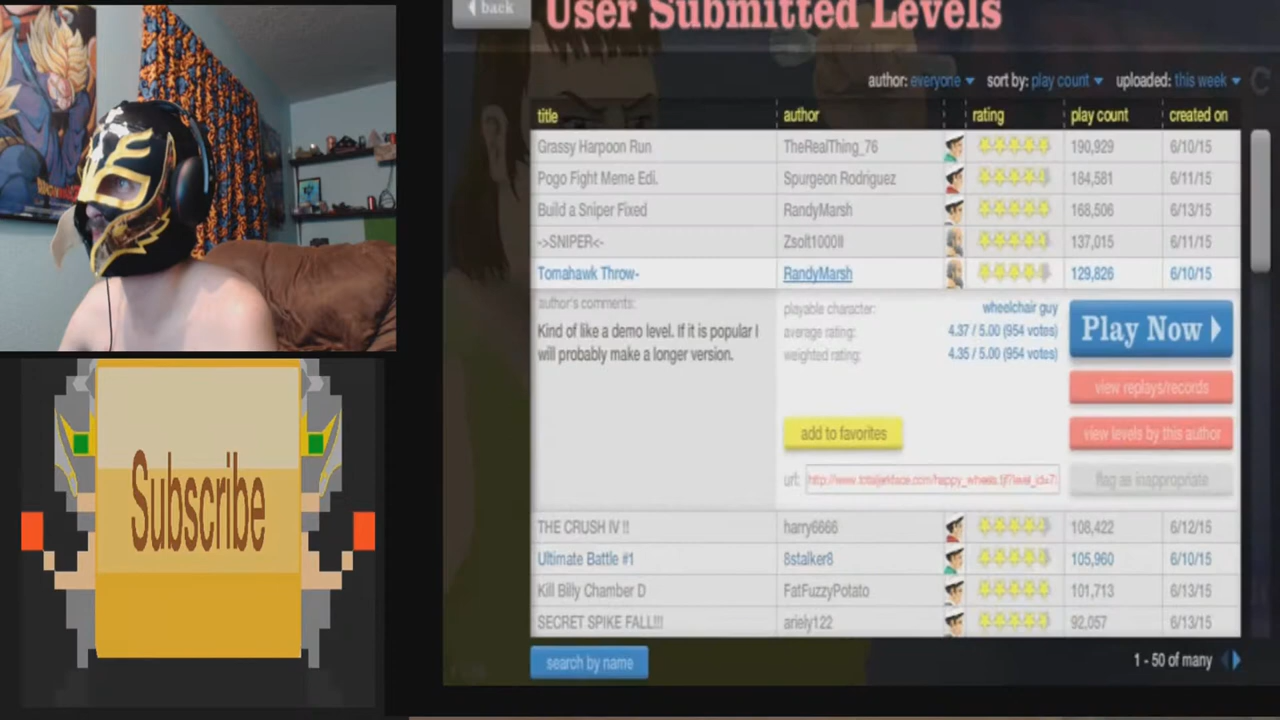 back
User Submitted Levels
author: everyone sort by: play count uploaded: this week
title author rating play count created on
Grassy Harpoon Run TheRealThing_76 190,929 6/10/15
Pogo Fight Meme Edi. Spurgeon Rodriguez 184,581 6/11/15
Build a Sniper Fixed RandyMarsh 168,506 6/13/15
->SNIPER<- 137,015 6/11/15
Tomahawk Throw- RandyMarsh 129,826 6/10/15
author's comments:
Kind of like a demo level. If it is popular I
will probably make a longer version.
playable character: wheelchair guy
average rating: 4.37 / 5.00 (954 votes)
weighted rating: 4.35 / 5.00 (954 votes)
Play Now
view replays/records
add to favorites
view levels by this author
url: http://www.totaljerkface.com/happy_wheels.tjf?level_id=7
flag as inappropriate
THE CRUSH IV !! harry6666 108,422 6/12/15
Ultimate Battle #1 8stalker8 105,960 6/10/15
Kill Billy Chamber D FatFuzzyPotato 101,713 6/13/15
SECRET SPIKE FALL!!! ariely122 92,057 6/13/15
search by name
1 - 50 of many
Subscribe